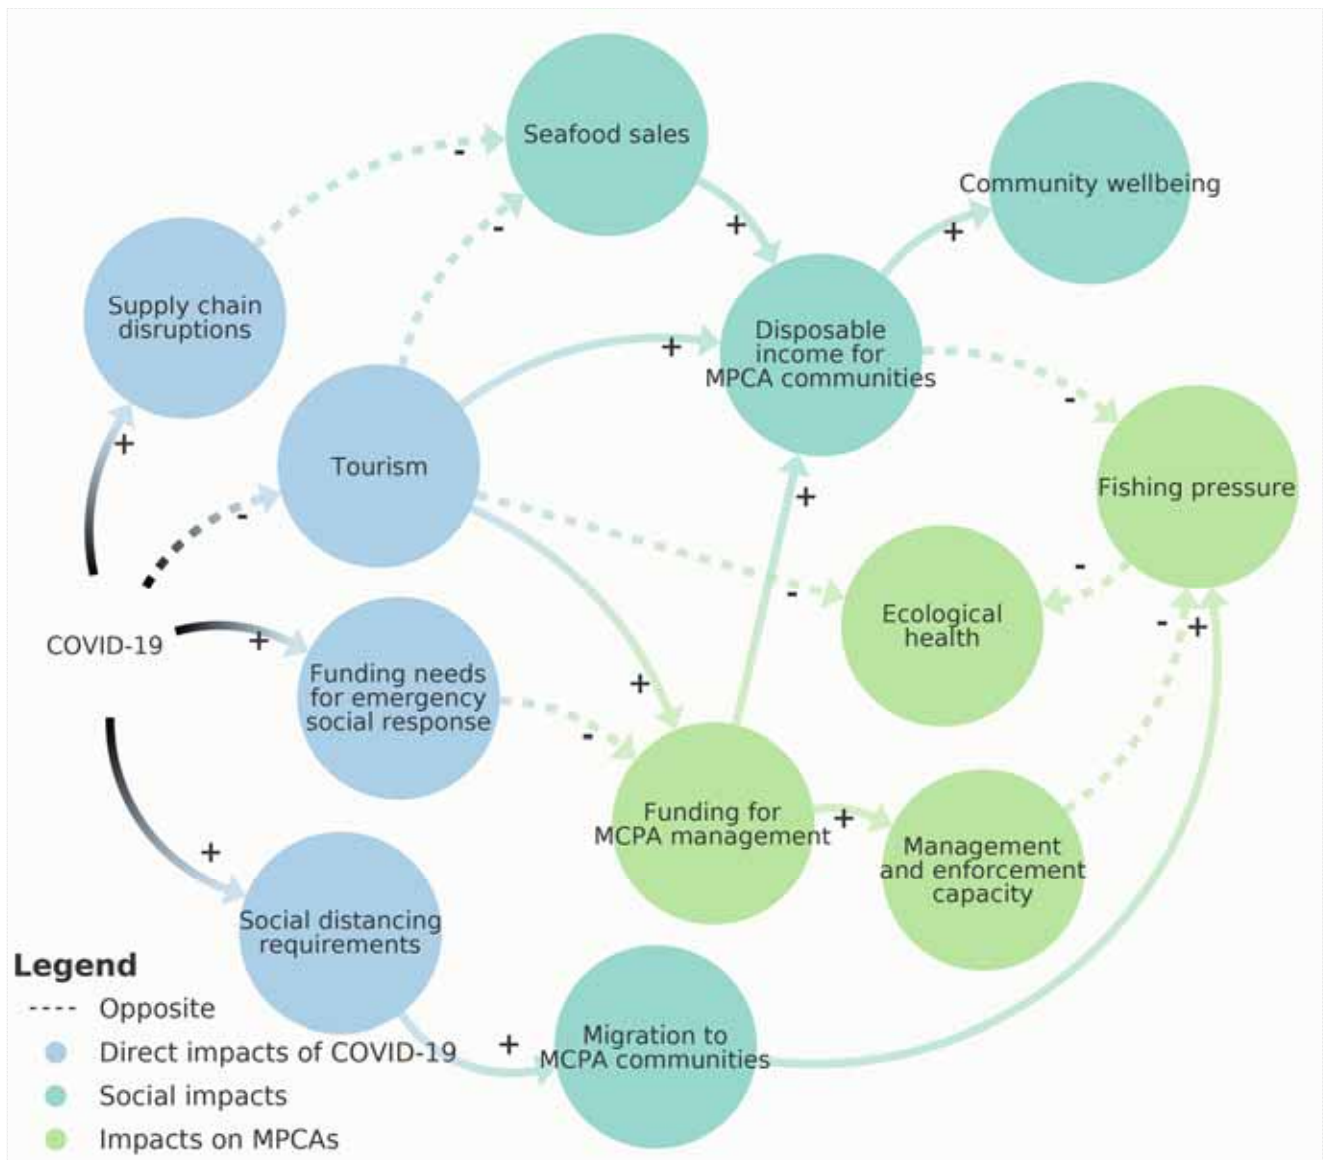 Seafood sales
-
Community wellbeing
-
+
+
Supply chain
disruptions
Disposable
income for
MPCA communities
+
-
+
Tourism
Fishing pressure
+
-
-
-
Ecological
health
COVID-19
+
-
+
Funding needs
for emergency
social response
+
-
Funding for
MCPA management
+
Management
and enforcement
capacity
+
Social distancing
requirements
Legend
---- Opposite
Direct impacts of COVID-19
Social impacts
Impacts on MPCAs
+
Migration to
MCPA communities